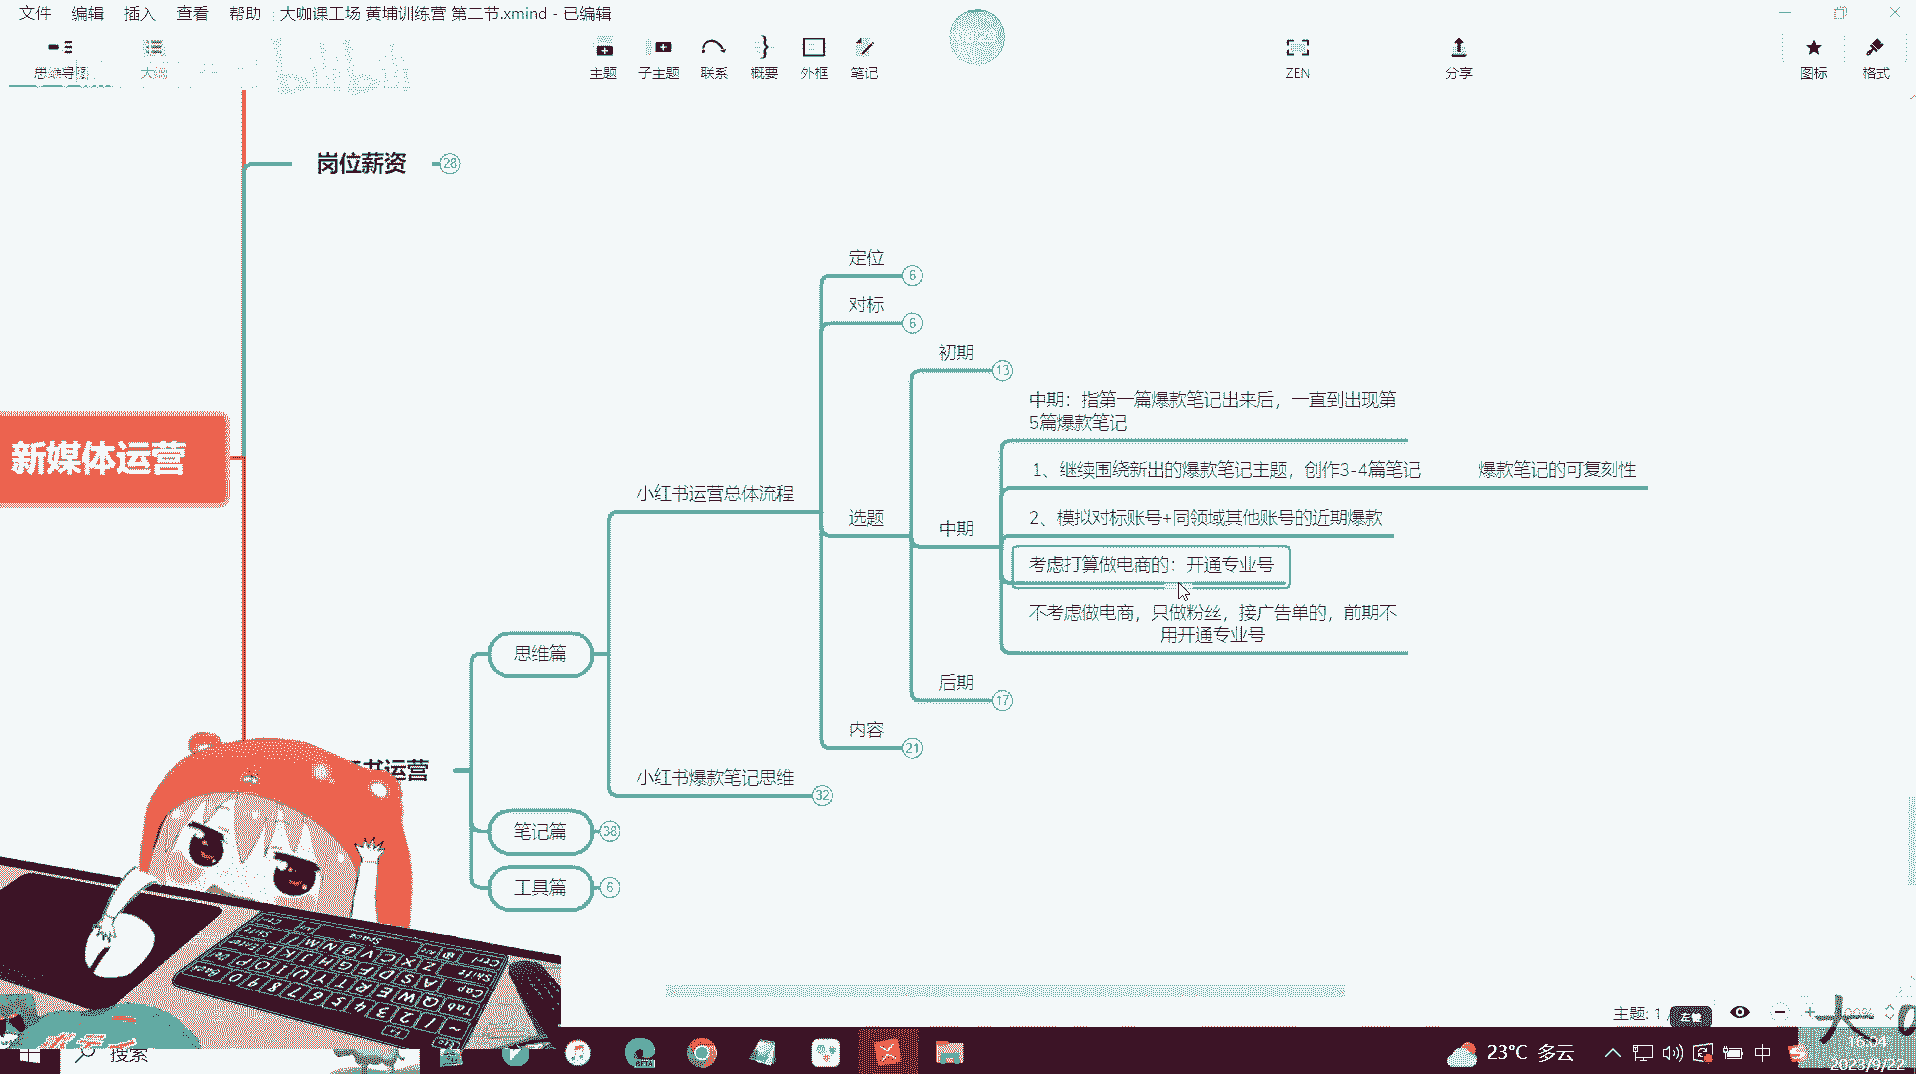 文件 编辑 插入 查看 帮助 大咖课工场 黄埔训练营 第二节.xmind - 已编辑
思维导图 大纲 主题 子主题 联系 概要 外框 笔记 ZEN 分享 图标 格式
bilibili
岗位薪资 28
定位 6
对标 6
初期 13
中期：指第一篇爆款笔记出来后，一直到出现第
5篇爆款笔记
1、继续围绕新出的爆款笔记主题，创作3-4篇笔记 爆款笔记的可复刻性
新媒体运营
小红书运营总体流程
选题
中期
2、模拟对标账号+同领域其他账号的近期爆款
考虑打算做电商的：开通专业号
不考虑做电商，只做粉丝，接广告单的，前期不
用开通专业号
思维篇
后期 17
内容 21
书运营
小红书爆款笔记思维 32
笔记篇 38
工具篇 6
主题: 1
搜索
23°C 多云
中
16:04
2023/9/22
大